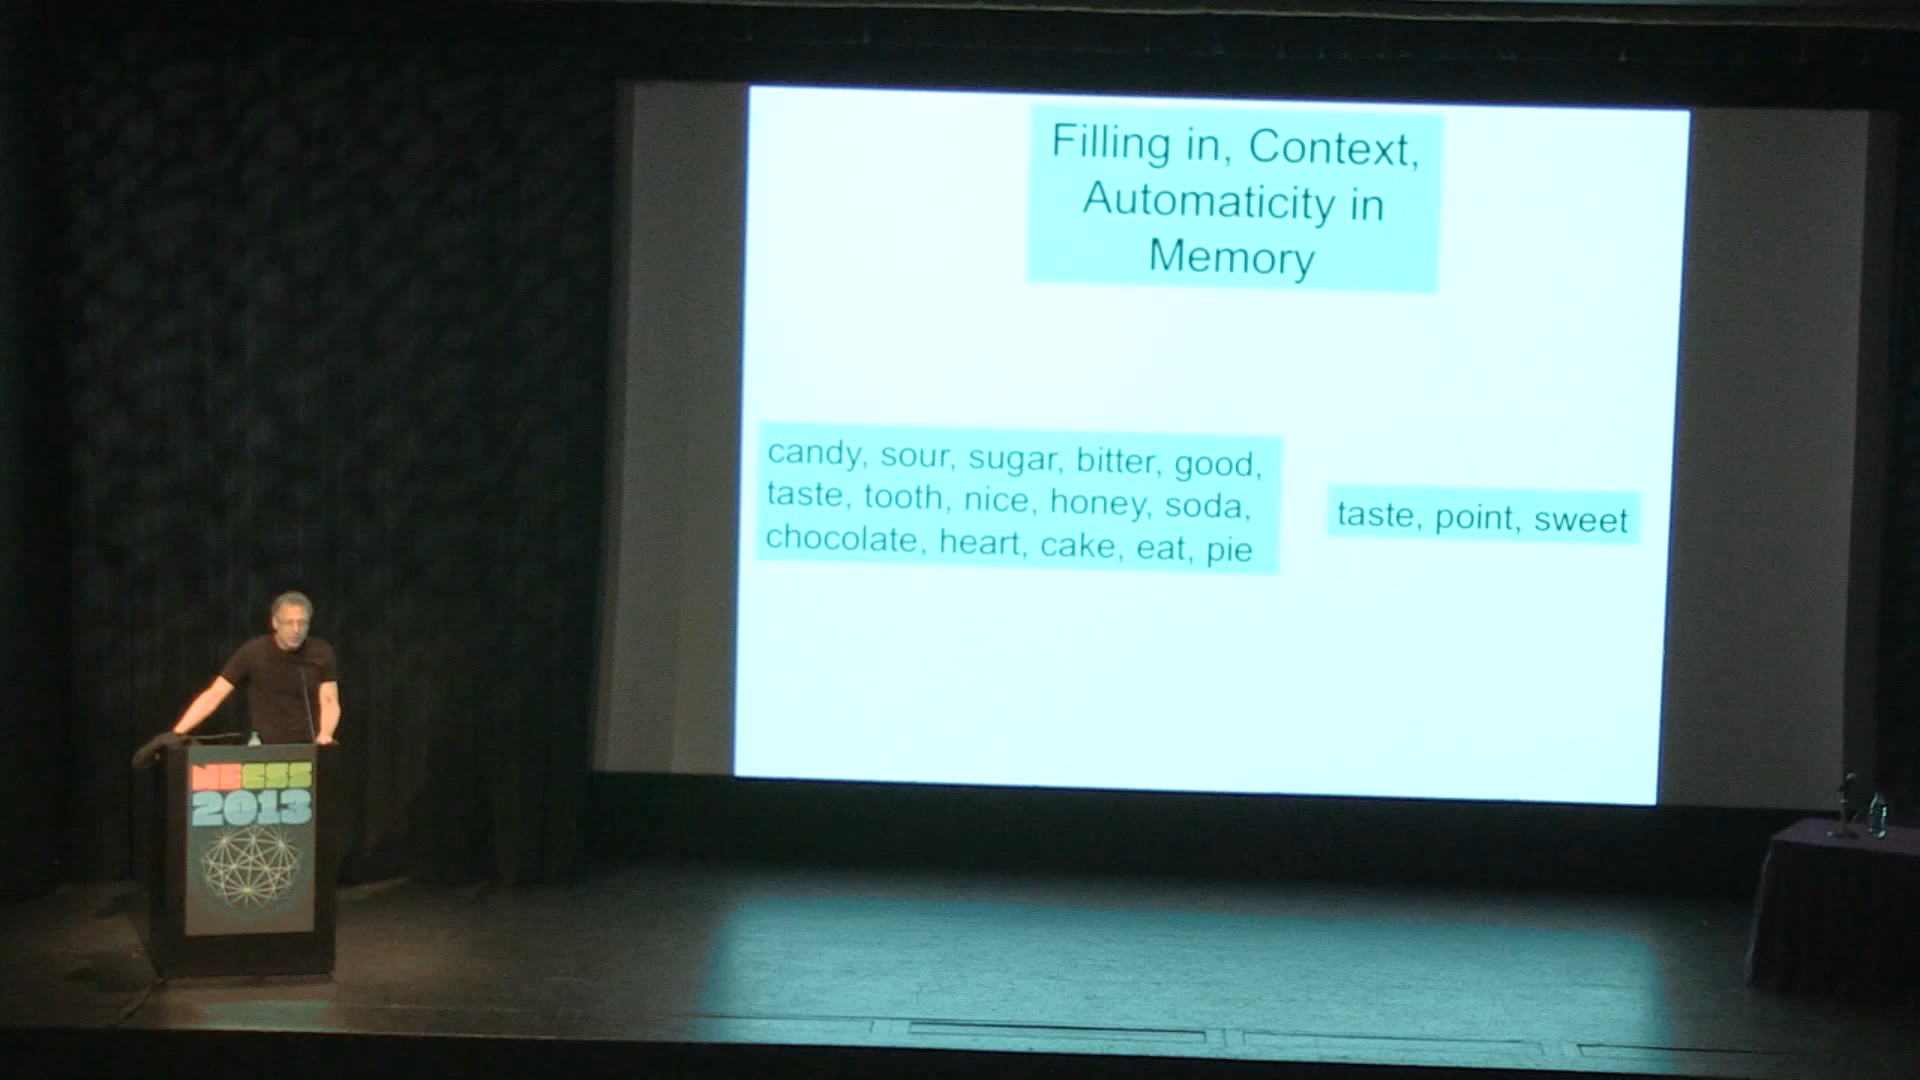 Filling in, Context,
Automaticity in
Memory
candy, sour, sugar, bitter, good,
taste, tooth, nice, honey, soda,
chocolate, heart, cake, eat, pie
taste, point, sweet
NECSS
2013